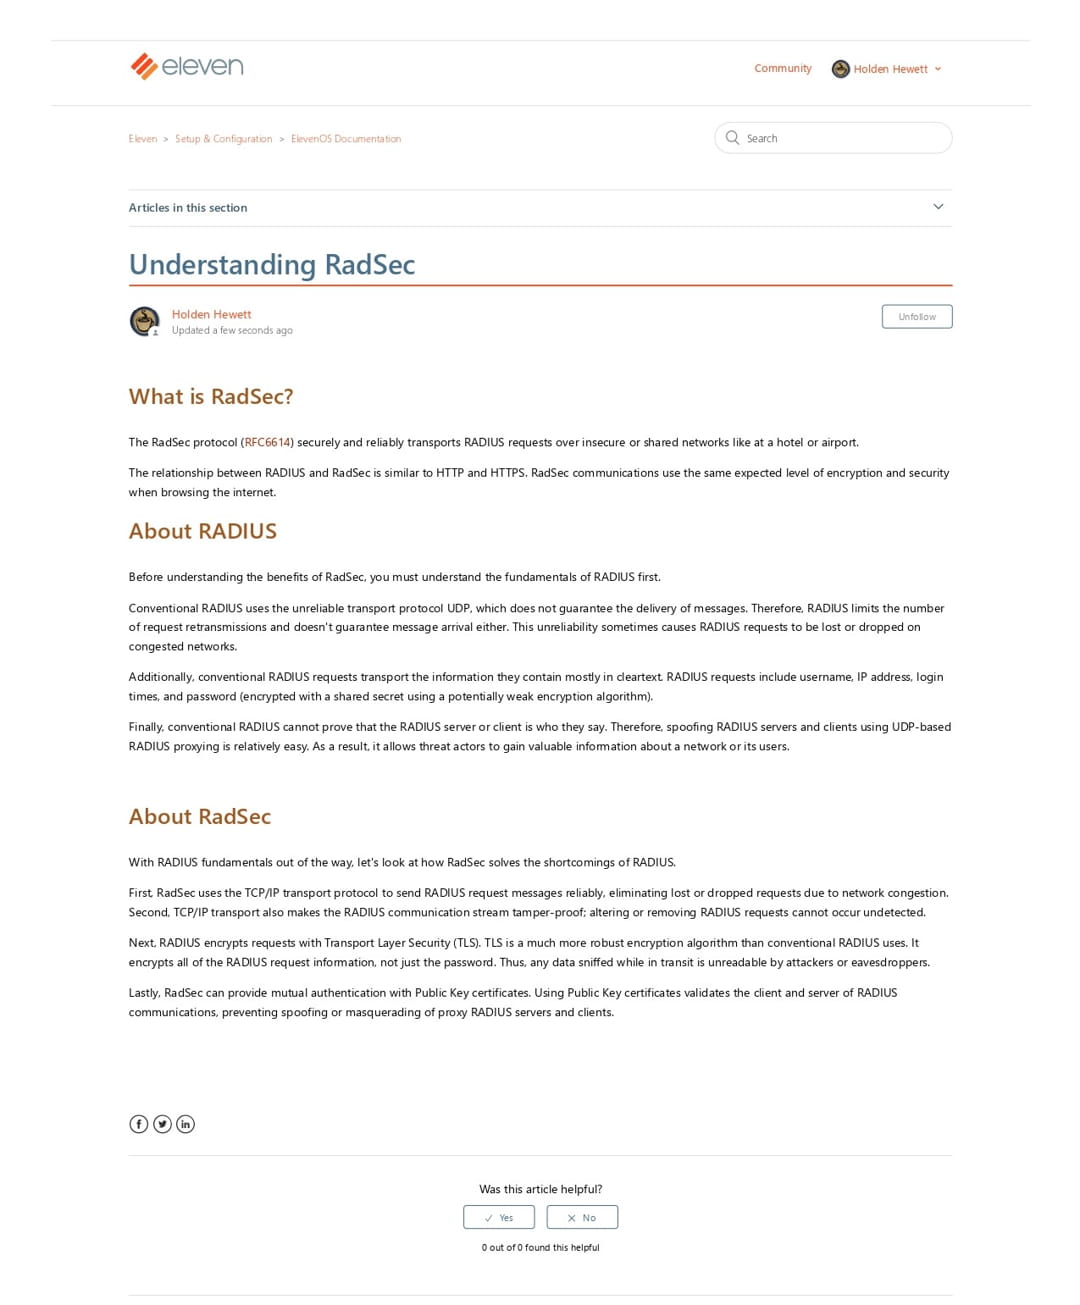 eleven
Community
Holden Hewett
Eleven > Setup & Configuration > ElevenOS Documentation
Search
Articles in this section
Understanding RadSec
Holden Hewett
Updated a few seconds ago
Unfollow
What is RadSec?
The RadSec protocol (RFC6614) securely and reliably transports RADIUS requests over insecure or shared networks like at a hotel or airport.
The relationship between RADIUS and RadSec is similar to HTTP and HTTPS. RadSec communications use the same expected level of encryption and security
when browsing the internet.
About RADIUS
Before understanding the benefits of RadSec, you must understand the fundamentals of RADIUS first.
Conventional RADIUS uses the unreliable transport protocol UDP, which does not guarantee the delivery of messages. Therefore, RADIUS limits the number
of request retransmissions and doesn't guarantee message arrival either. This unreliability sometimes causes RADIUS requests to be lost or dropped on
congested networks.
Additionally, conventional RADIUS requests transport the information they contain mostly in cleartext. RADIUS requests include username, IP address, login
times, and password (encrypted with a shared secret using a potentially weak encryption algorithm).
Finally, conventional RADIUS cannot prove that the RADIUS server or client is who they say. Therefore, spoofing RADIUS servers and clients using UDP-based
RADIUS proxying is relatively easy. As a result, it allows threat actors to gain valuable information about a network or its users.
About RadSec
With RADIUS fundamentals out of the way, let's look at how RadSec solves the shortcomings of RADIUS.
First, RadSec uses the TCP/IP transport protocol to send RADIUS request messages reliably, eliminating lost or dropped requests due to network congestion.
Second, TCP/IP transport also makes the RADIUS communication stream tamper-proof; altering or removing RADIUS requests cannot occur undetected.
Next, RADIUS encrypts requests with Transport Layer Security (TLS). TLS is a much more robust encryption algorithm than conventional RADIUS uses. It
encrypts all of the RADIUS request information, not just the password. Thus, any data sniffed while in transit is unreadable by attackers or eavesdroppers.
Lastly, RadSec can provide mutual authentication with Public Key certificates. Using Public Key certificates validates the client and server of RADIUS
communications, preventing spoofing or masquerading of proxy RADIUS servers and clients.
Was this article helpful?
Yes
No
0 out of 0 found this helpful